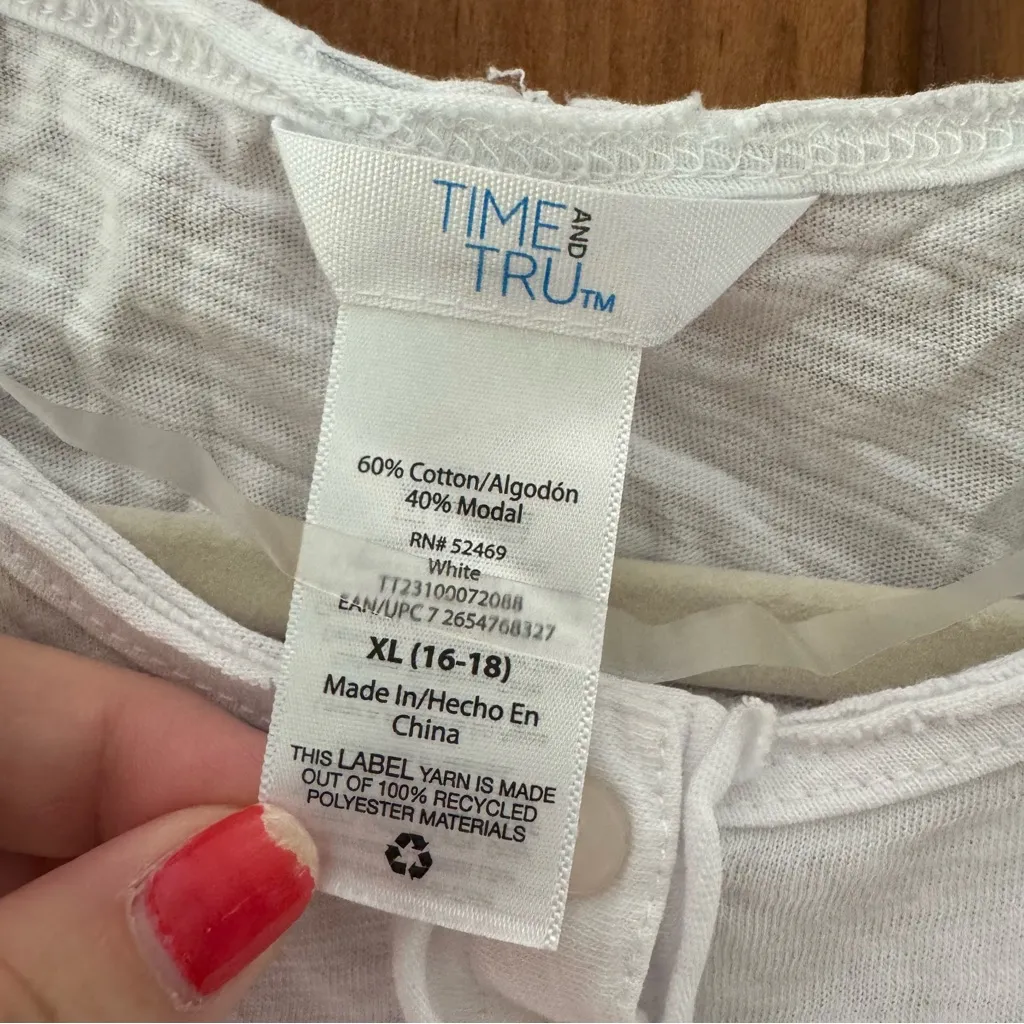 TIME AND
TRU™
60% Cotton/Algodón
40% Modal
RN# 52469
White
TT23100072088
EAN/UPC 7 2654768327
XL (16-18)
Made In/Hecho En
China
THIS LABEL YARN IS MADE
OUT OF 100% RECYCLED
POLYESTER MATERIALS